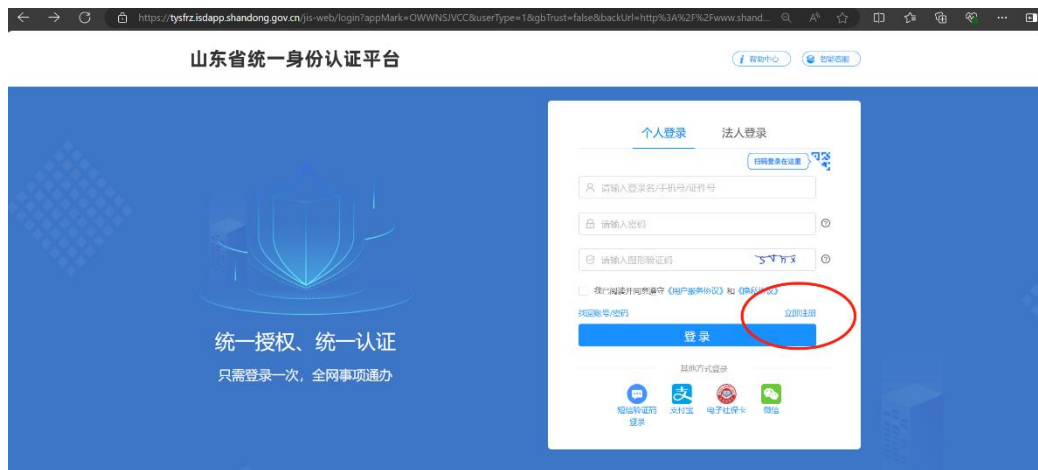 https://tysfrz.isdapp.shandong.gov.cn/jis-web/login?appMark=OWWNSJVCC&userType=1&gbTrust=false&backUrl=http%3A%2F%2Fwww.shand...
山东省统一身份认证平台
帮助中心
智能客服
个人登录 法人登录
扫码登录在这里
请输入登录名/手机号/证件号
请输入密码
请输入图形验证码
我已阅读并同意遵守《用户服务协议》和《隐私协议》
找回账号/密码 立即注册
登录
统一授权、统一认证
只需登录一次，全网事项通办
其他方式登录
短信验证码登录 支付宝 电子社保卡 微信